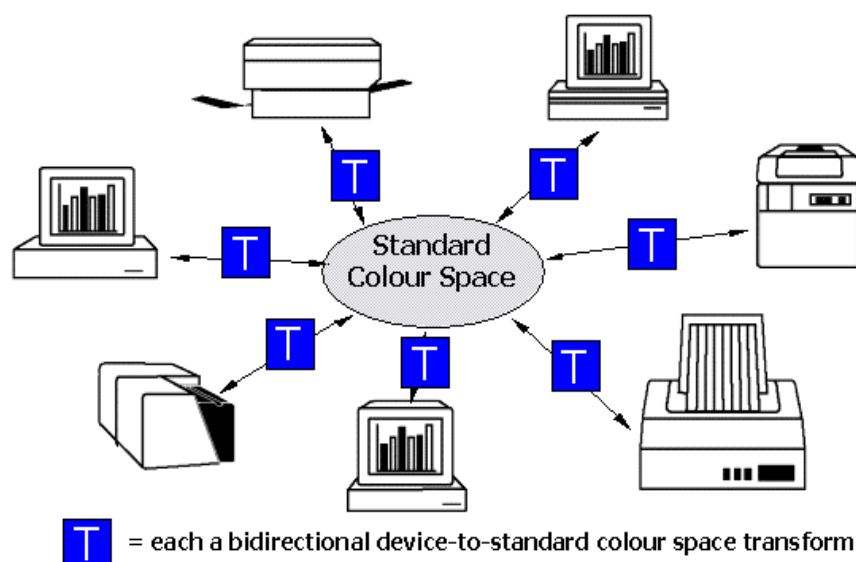 T
T
T
T
Standard
Colour Space
T
T
T
T = each a bidirectional device-to-standard colour space transform